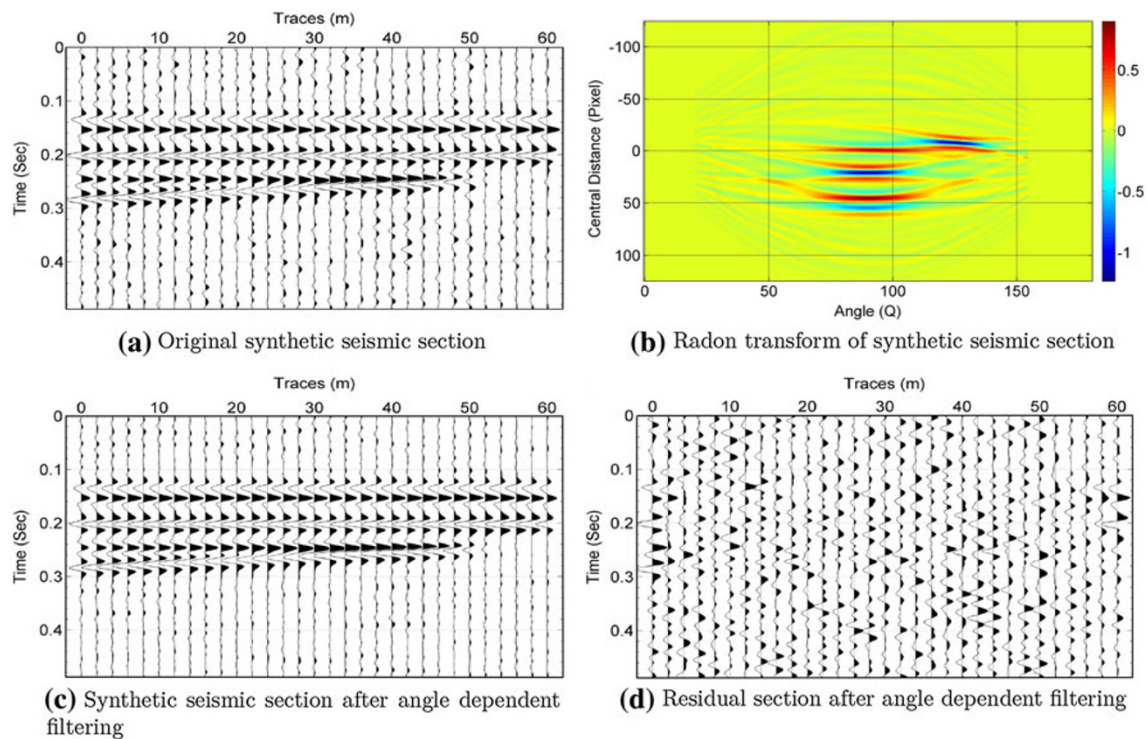 Traces (m)
0 10 20 30 40 50 60
0
0.1
0.2
0.3
0.4
Time (Sec)
(a) Original synthetic seismic section
-100
-50
0
50
100
Central Distance (Pixel)
0 50 100 150
Angle (Q)
0.5
0
-0.5
-1
(b) Radon transform of synthetic seismic section
Traces (m)
0 10 20 30 40 50 60
0
0.1
0.2
0.3
0.4
Time (Sec)
(c) Synthetic seismic section after angle dependent
filtering
Traces (m)
0 10 20 30 40 50 60
0
0.1
0.2
0.3
0.4
Time (Sec)
(d) Residual section after angle dependent filtering